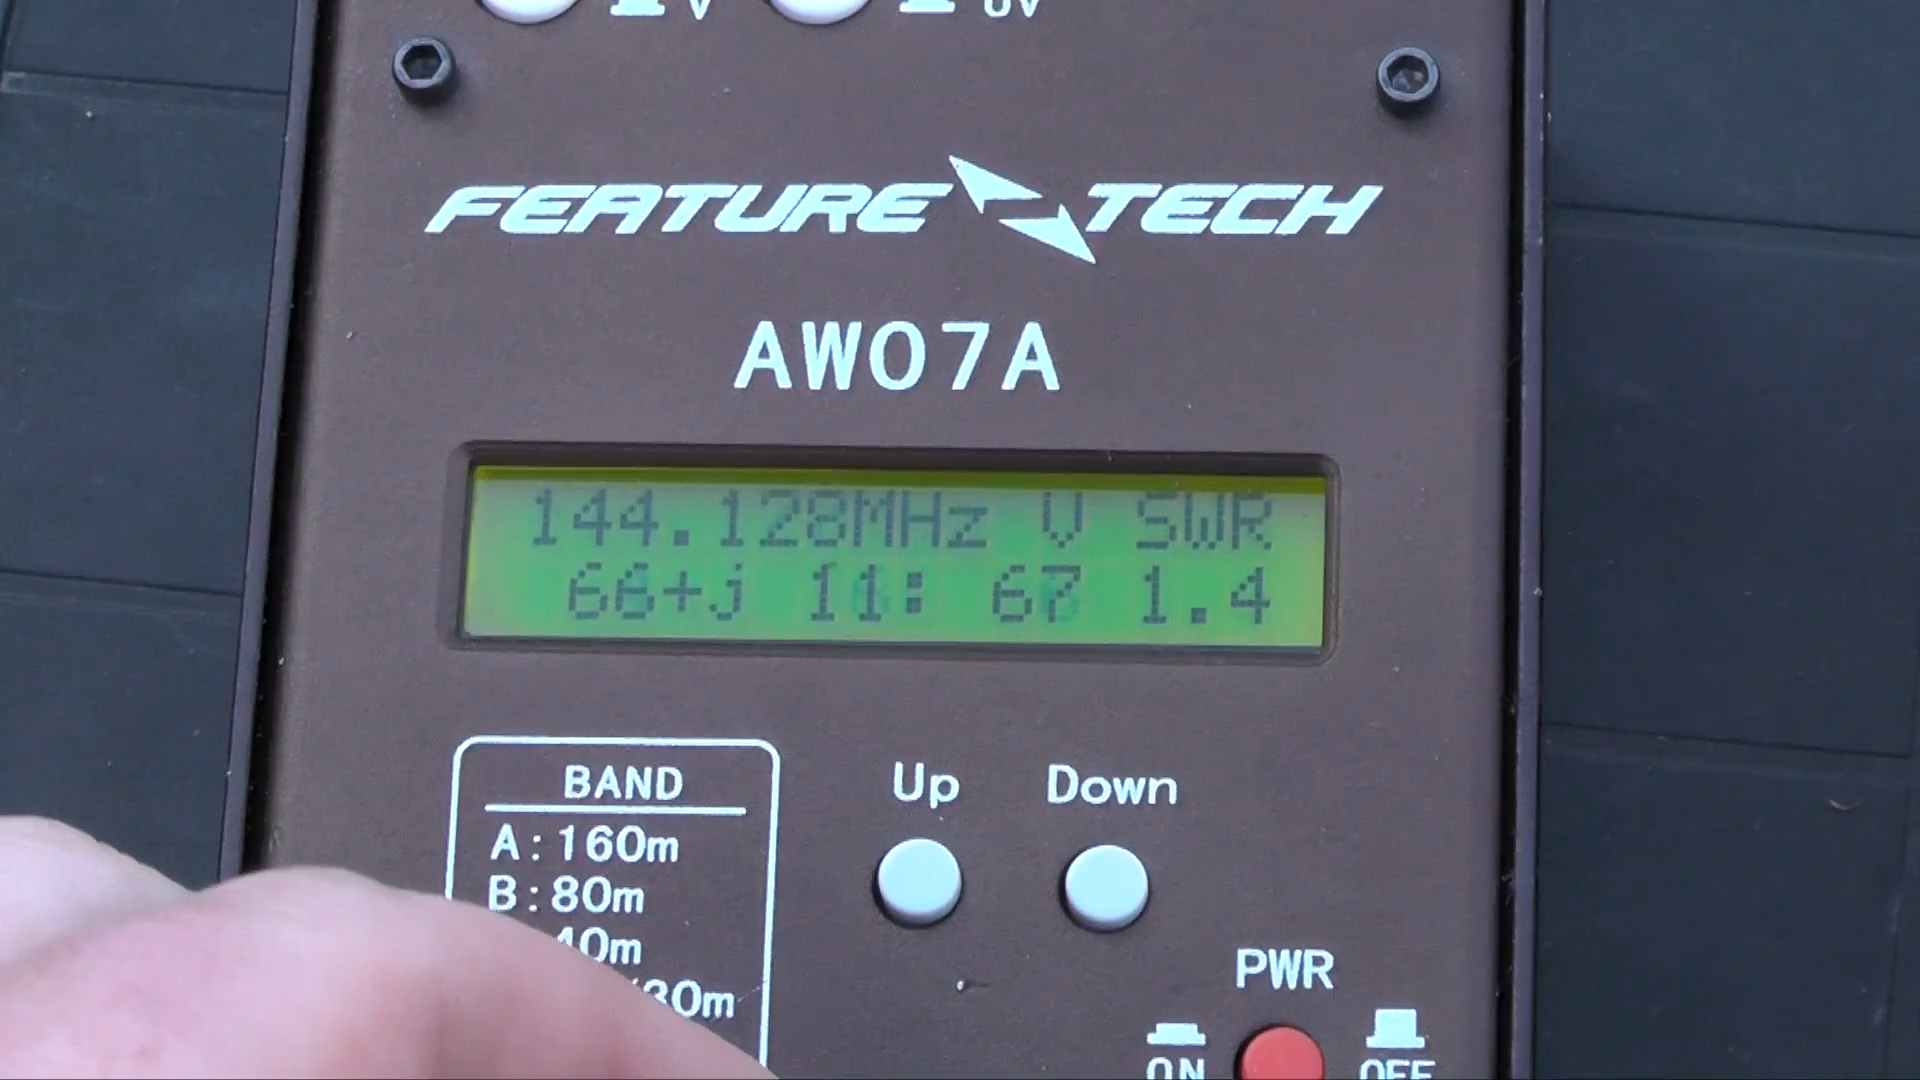 V UV
FEATURE TECH
AW07A
144.128MHz V SWR
66+j 11: 67 1.4
BAND
A:160m
B:80m
40m
30m
Up Down
PWR
ON OFF